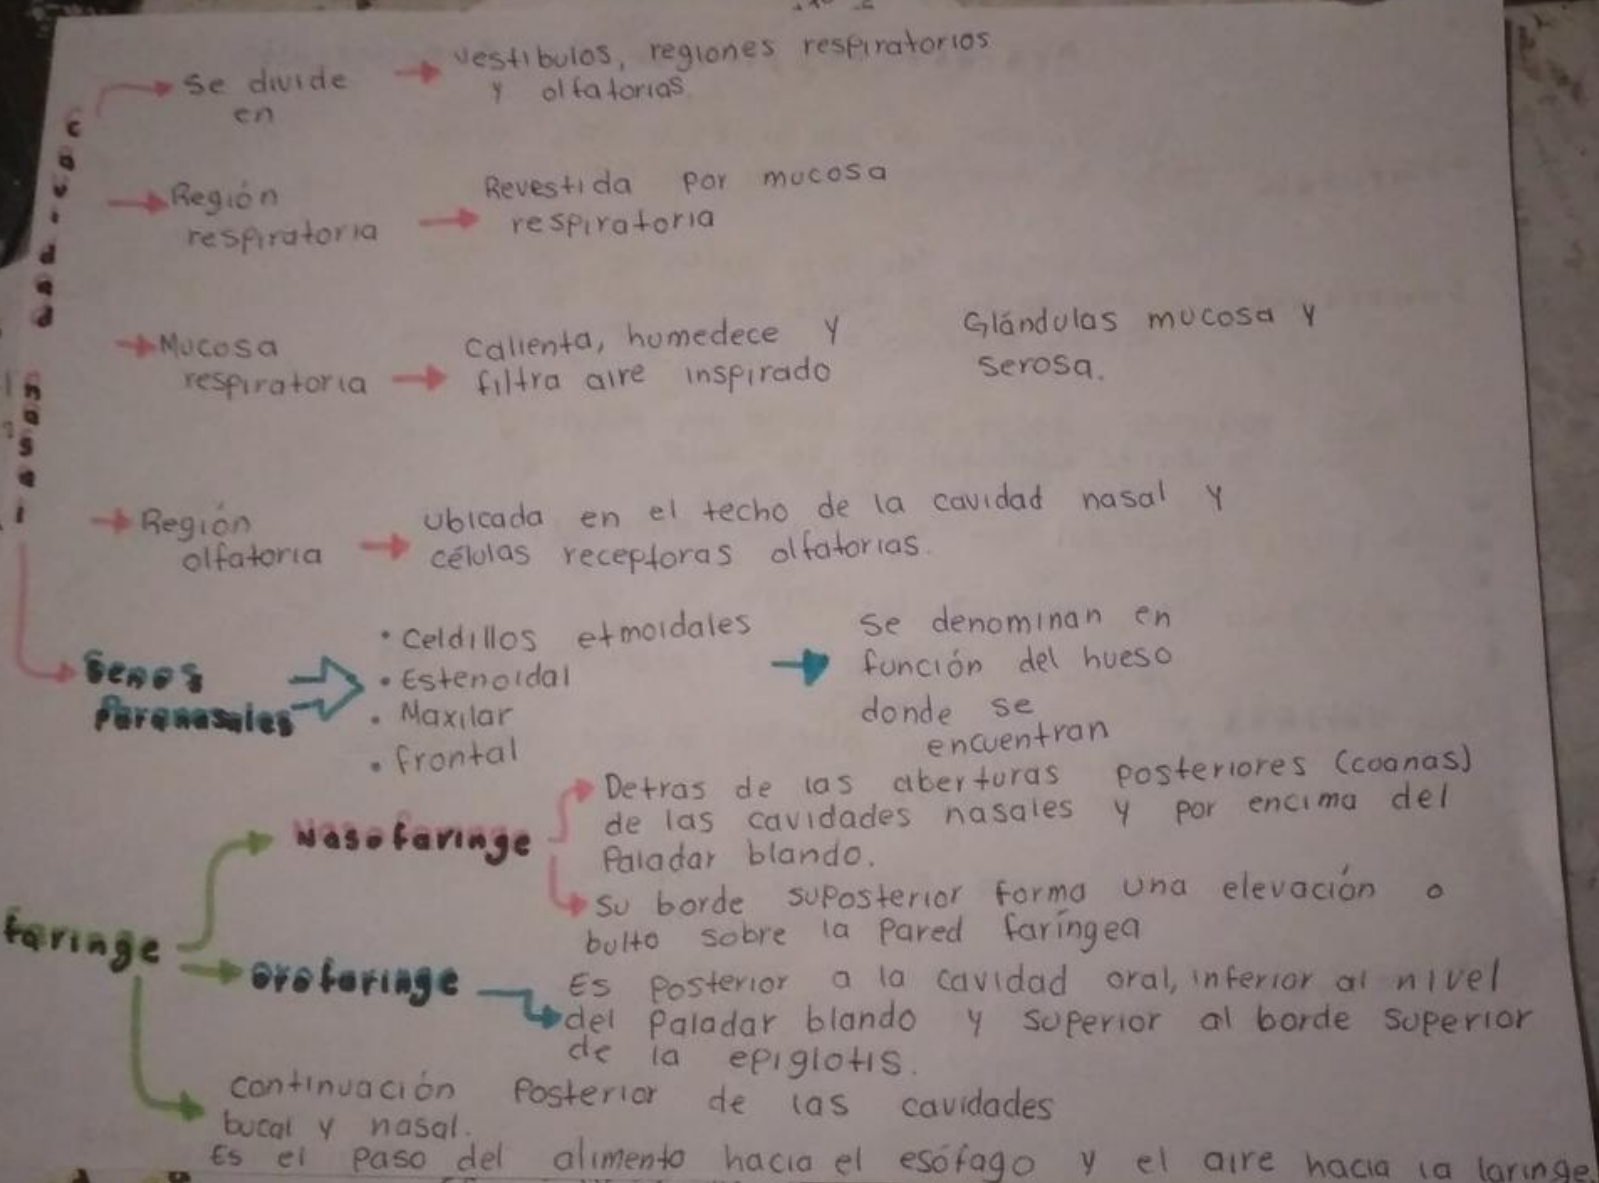 Cavidad nasal
Se divide
en
vestibulos, regiones respiratorios
y olfatorias
Región
respiratoria
Revestida por mucosa
respiratoria
Mucosa
respiratoria
Calienta, humedece y
filtra aire inspirado
Glándulas mucosa y
serosa.
Región
olfatoria
ubicada en el techo de la cavidad nasal y
células receptoras olfatorias.
Senos
Paranasales
• Celdillos etmoidales
• Estenoidal
• Maxilar
• frontal
Se denominan en
función del hueso
donde se
encuentran
faringe
Nasofaringe
Detras de las aberturas posteriores (coanas)
de las cavidades nasales y por encima del
Paladar blando.
Su borde suposterior forma una elevación o
bulto sobre la Pared faríngea
orofaringe
Es Posterior a la cavidad oral, inferior al nivel
del Paladar blando y superior al borde superior
de la epiglotis.
continuación Posterior de las cavidades
bucal y nasal.
Es el paso del alimento hacia el esófago y el aire hacia la laringe.